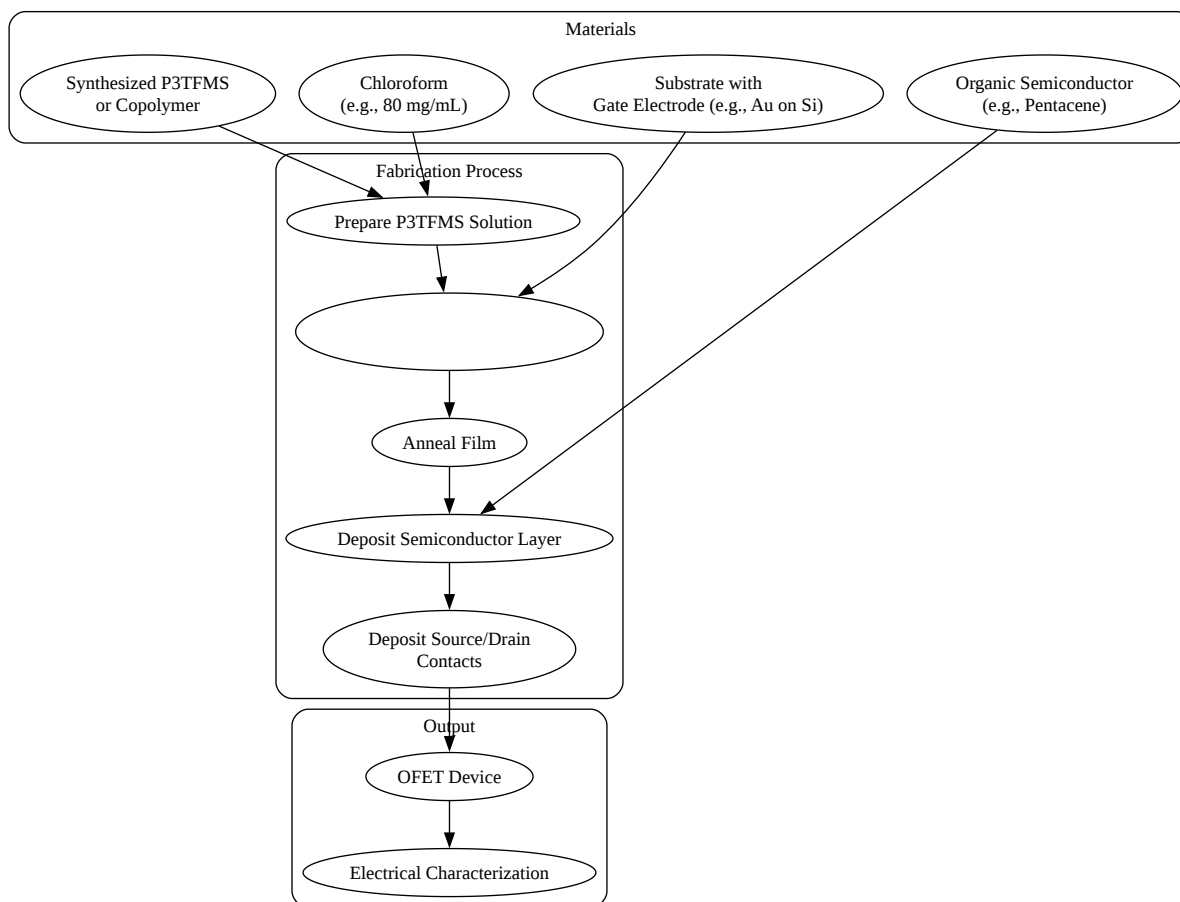 Materials
Synthesized P3TFMS
or Copolymer
Chloroform
(e.g., 80 mg/mL)
Substrate with
Gate Electrode (e.g., Au on Si)
Organic Semiconductor
(e.g., Pentacene)
Fabrication Process
Prepare P3TFMS Solution
Anneal Film
Deposit Semiconductor Layer
Deposit Source/Drain
Contacts
Output
OFET Device
Electrical Characterization